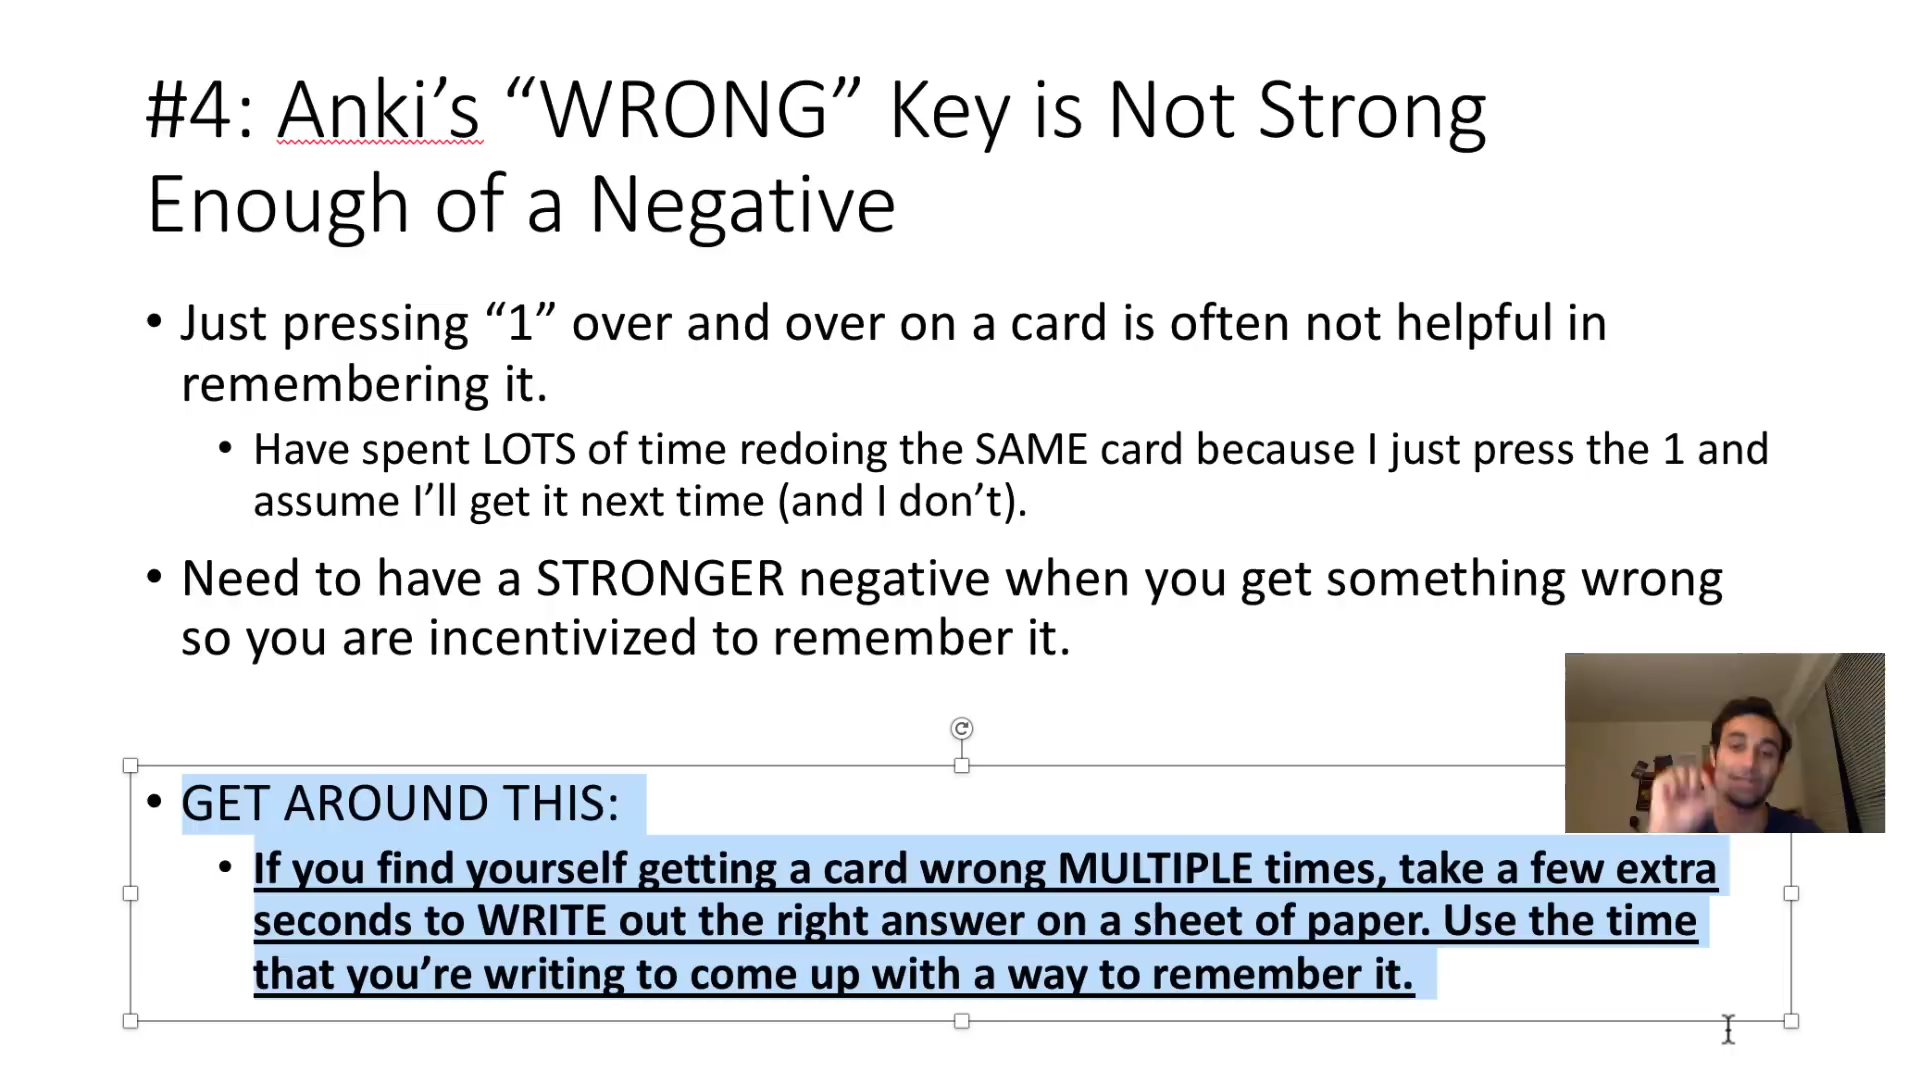 #4: Anki’s “WRONG” Key is Not Strong
Enough of a Negative
• Just pressing “1” over and over on a card is often not helpful in
remembering it.
• Have spent LOTS of time redoing the SAME card because I just press the 1 and
assume I’ll get it next time (and I don’t).
• Need to have a STRONGER negative when you get something wrong
so you are incentivized to remember it.
• GET AROUND THIS:
• If you find yourself getting a card wrong MULTIPLE times, take a few extra
seconds to WRITE out the right answer on a sheet of paper. Use the time
that you’re writing to come up with a way to remember it.